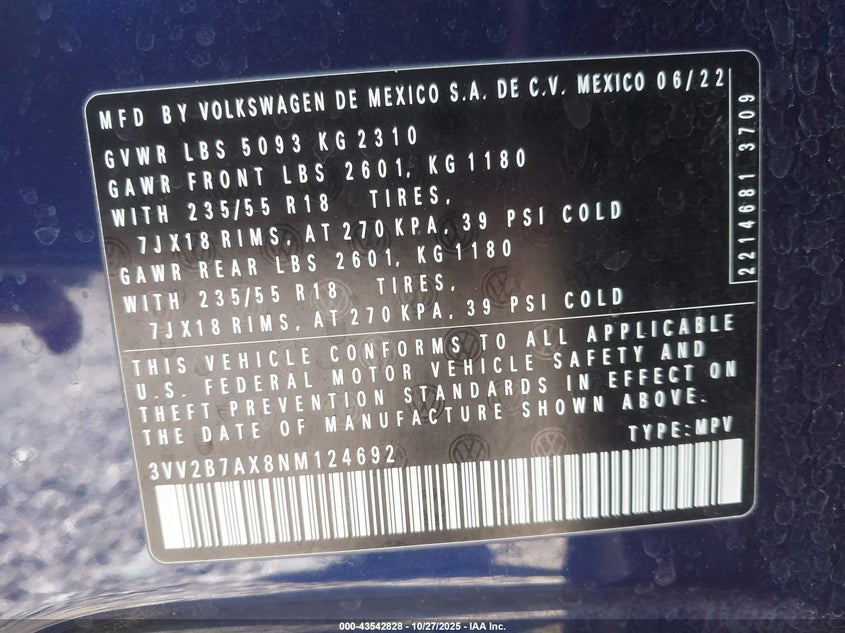 MFD BY VOLKSWAGEN DE MEXICO S.A. DE C.V. MEXICO 06/22
GVWR LBS 5093 KG 2310
GAWR FRONT LBS 2601, KG 1180
WITH 235/55 R18 TIRES,
7JX18 RIMS, AT 270 KPA, 39 PSI COLD
GAWR REAR LBS 2601, KG 1180
WITH 235/55 R18 TIRES,
7JX18 RIMS, AT 270 KPA, 39 PSI COLD
2214681 3709
THIS VEHICLE CONFORMS TO ALL APPLICABLE
U.S. FEDERAL MOTOR VEHICLE SAFETY AND
THEFT PREVENTION STANDARDS IN EFFECT ON
THE DATE OF MANUFACTURE SHOWN ABOVE.
TYPE: MPV
3VV2B7AX8NM124692
000-43542828 - 10/27/2025 - IAA Inc.